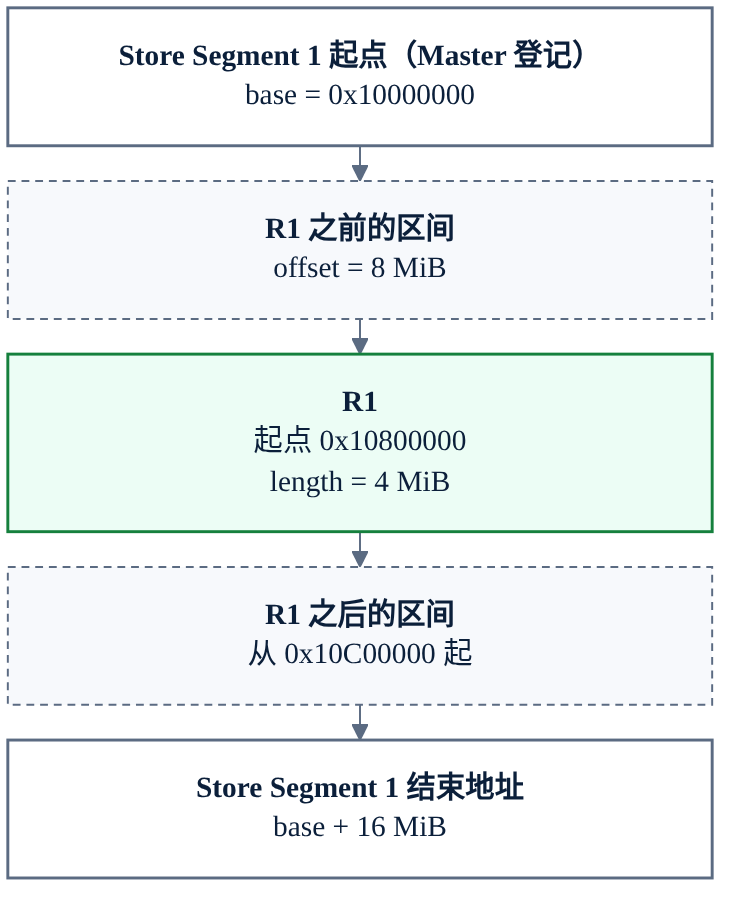 Store Segment 1 起点（Master 登记）
base = 0x10000000
R1 之前的区间
offset = 8 MiB
R1
起点 0x10800000
length = 4 MiB
R1 之后的区间
从 0x10C00000 起
Store Segment 1 结束地址
base + 16 MiB